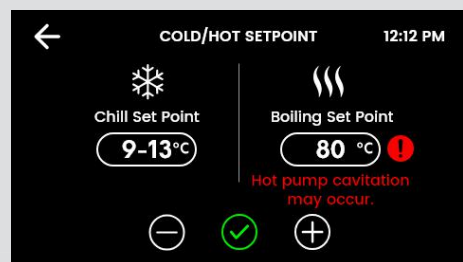 COLD/HOT SETPOINT
12:12 PM
Chill Set Point
Boiling Set Point
9-13°C
80 °C
!
Hot pump cavitation
may occur.